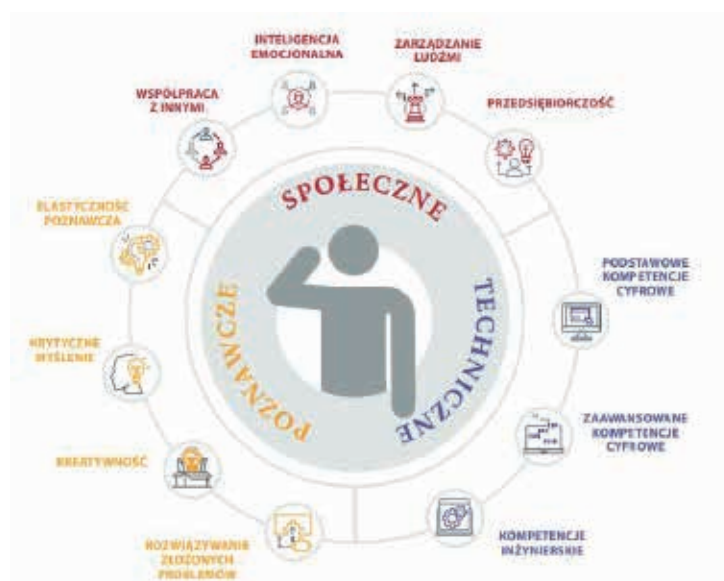 INTELIGENCJA
EMOCJONALNA
ZARZĄDZANIE
LUDŹMI
WSPÓŁPRACA
Z INNYMI
PRZEDSIĘBIORCZOŚĆ
SPOŁECZNE
ELASTYCZNOŚĆ
POZNAWCZA
PODSTAWOWE
KOMPETENCJE
CYFROWE
POZNAWCZE
TECHNICZNE
KRYTYCZNE
MYŚLENIE
ZAAWANSOWANE
KOMPETENCJE
CYFROWE
KREATYWNOŚĆ
KOMPETENCJE
INŻYNIERSKIE
ROZWIĄZYWANIE
ZŁOŻONYCH
PROBLEMÓW